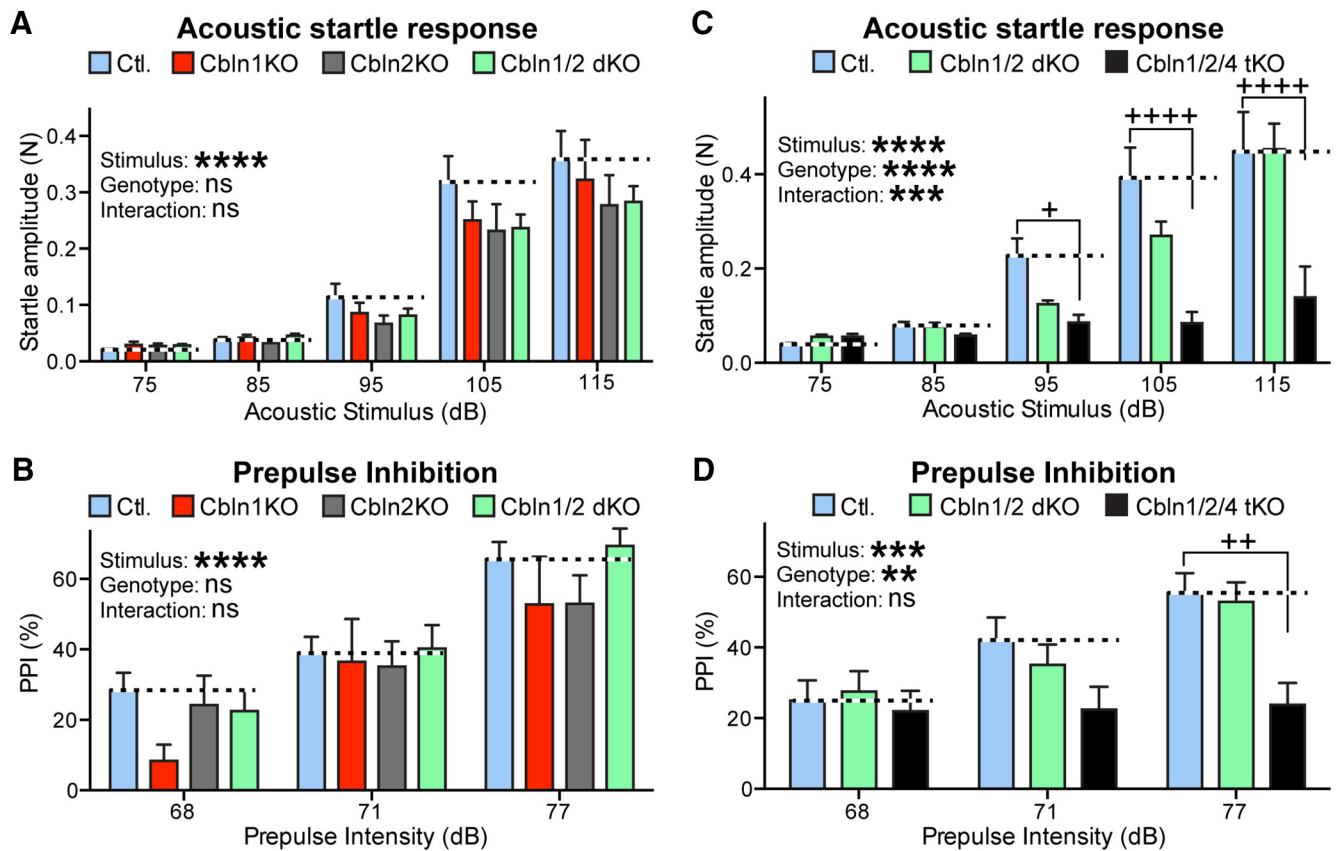 A
Acoustic startle response
Ctl. Cbln1KO Cbln2KO Cbln1/2 dKO
Startle amplitude (N)
0.4
0.3
0.2
0.1
0.0
Stimulus: ****
Genotype: ns
Interaction: ns
75 85 95 105 115
Acoustic Stimulus (dB)
C
Acoustic startle response
Ctl. Cbln1/2 dKO Cbln1/2/4 tKO
Startle amplitude (N)
0.4
0.2
0.0
Stimulus: ****
Genotype: ****
Interaction: ***
+
++++
++++
75 85 95 105 115
Acoustic Stimulus (dB)
B
Prepulse Inhibition
Ctl. Cbln1KO Cbln2KO Cbln1/2 dKO
PPI (%)
60
40
20
0
Stimulus: ****
Genotype: ns
Interaction: ns
68 71 77
Prepulse Intensity (dB)
D
Prepulse Inhibition
Ctl. Cbln1/2 dKO Cbln1/2/4 tKO
PPI (%)
60
40
20
0
Stimulus: ***
Genotype: **
Interaction: ns
++
68 71 77
Prepulse Intensity (dB)